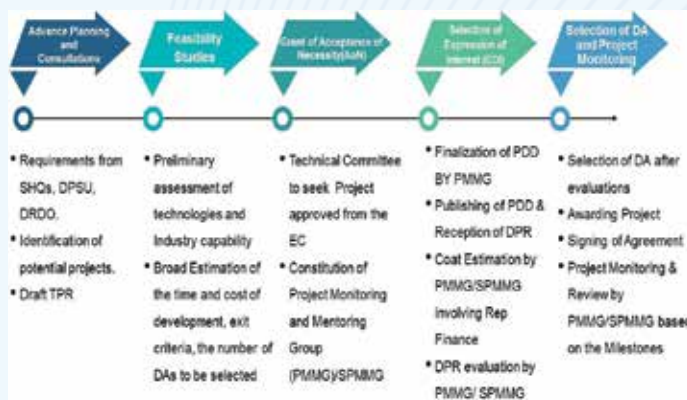 Advance Planning
and
Consultations
Feasibility
Studies
Grant of Acceptance of
Necessity(AoN)
Selection of
Expression of
Interest (EOI)
Selection of DA
and Project
Monitoring
• Requirements from
SHQs, DPSU,
DRDO.
• Identification of
potential projects.
• Draft TPR
• Preliminary
assessment of
technologies and
Industry capability
• Broad Estimation of
the time and cost of
development, exit
criteria, the number of
DAs to be selected
• Technical Committee
to seek Project
approved from the
EC
• Constitution of
Project Monitoring
and Mentoring
Group
(PMMG)/SPMMG
• Finalization of PDD
BY PMMG
• Publishing of PDD &
Reception of DPR
• Coat Estimation by
PMMG/SPMMG
involving Rep
Finance
• DPR evaluation by
PMMG/ SPMMG
• Selection of DA after
evaluations
• Awarding Project
• Signing of Agreement
• Project Monitoring &
Review by
PMMG/SPMMG based
on the Milestones